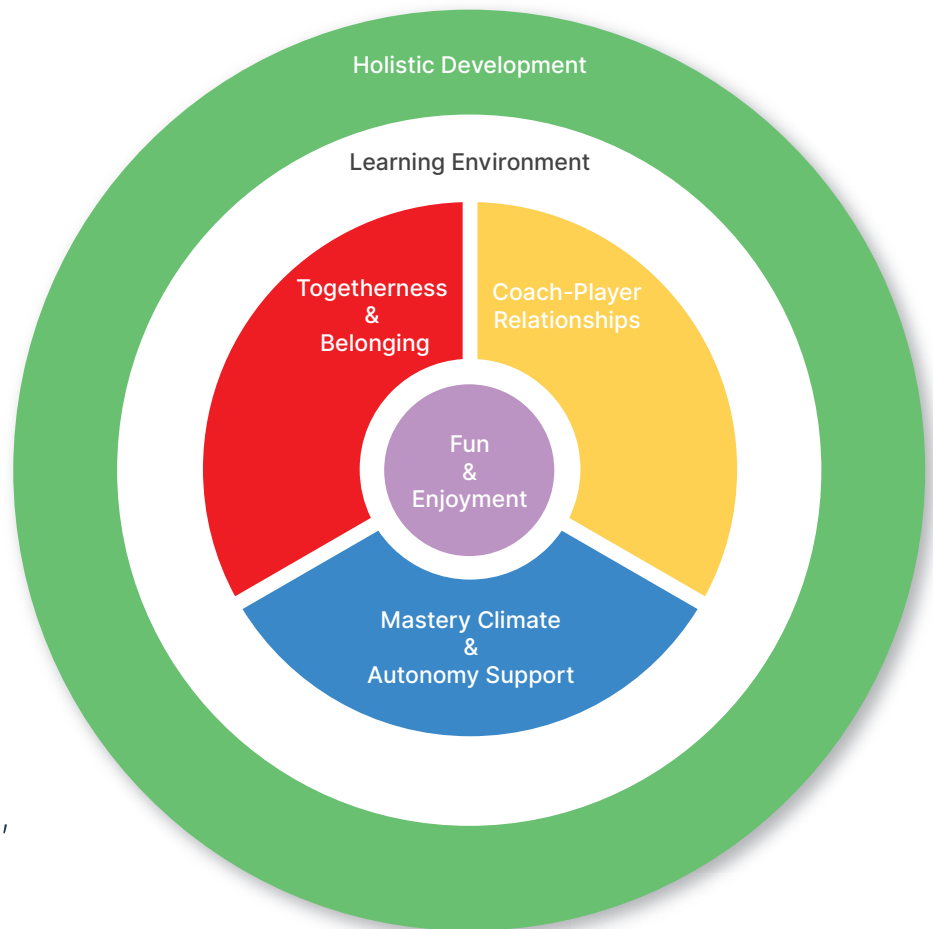 Holistic Development
Learning Environment
Togetherness
&
Belonging
Coach-Player
Relationships
Fun
&
Enjoyment
Mastery Climate
&
Autonomy Support
,